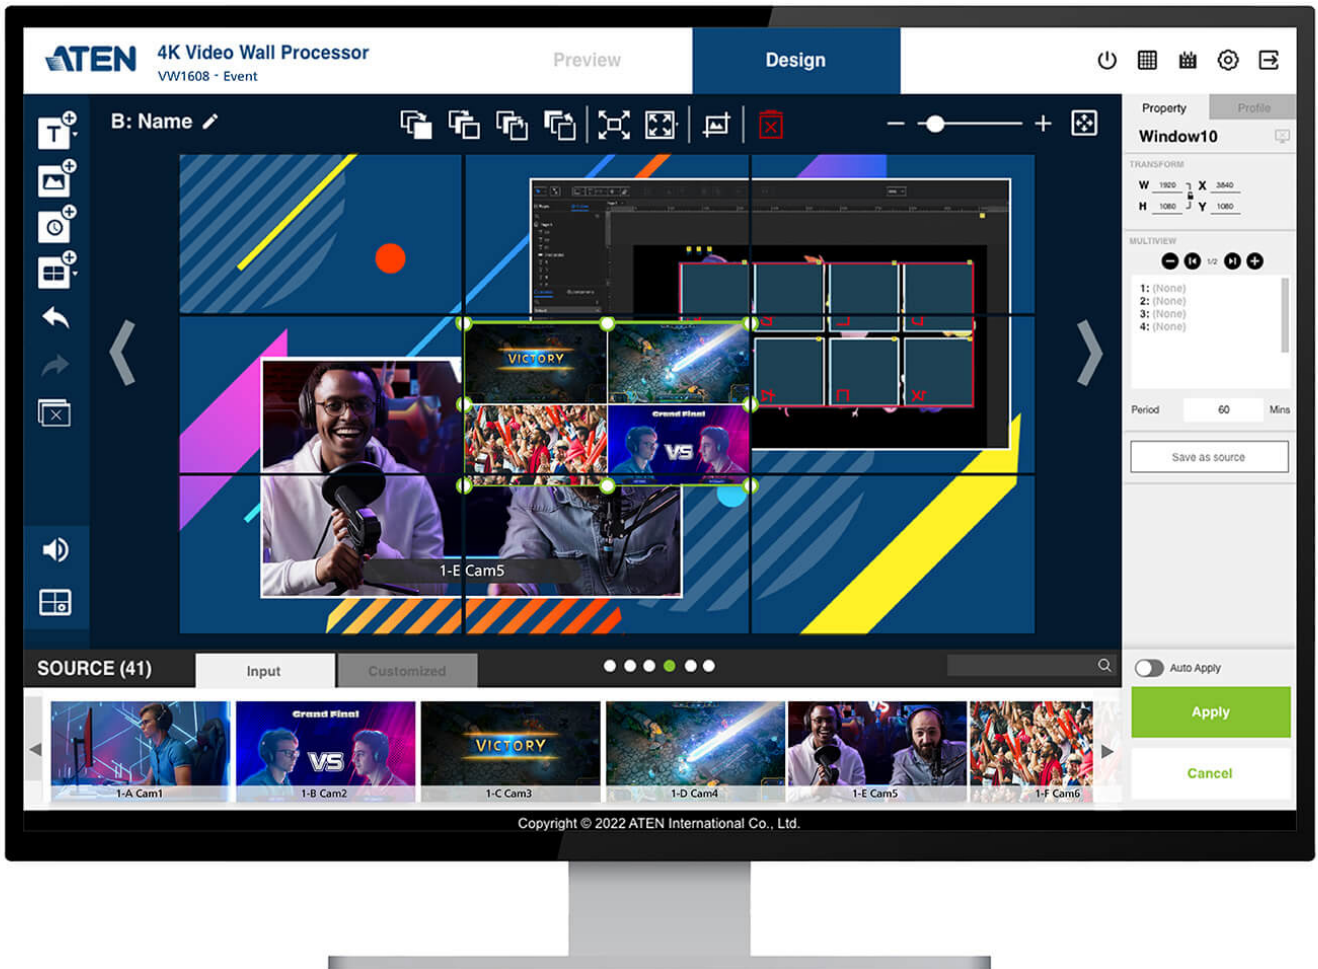 ATEN
4K Video Wall Processor
VW1608 - Event
Preview
Design
B: Name
T
VICTORY
Grand Final
VS
1-E Cam5
Property
Profile
Window10
TRANSFORM
W 1920 X 3840
H 1080 Y 1080
MULTIVIEW
1/2
1: (None)
2: (None)
3: (None)
4: (None)
Period 60 Mins
Save as source
SOURCE (41)
Input
Customized
Auto Apply
Apply
Cancel
Grand Final
VS
VICTORY
VS
1-A Cam1
1-B Cam2
1-C Cam3
1-D Cam4
1-E Cam5
1-F Cam6
Copyright © 2022 ATEN International Co., Ltd.